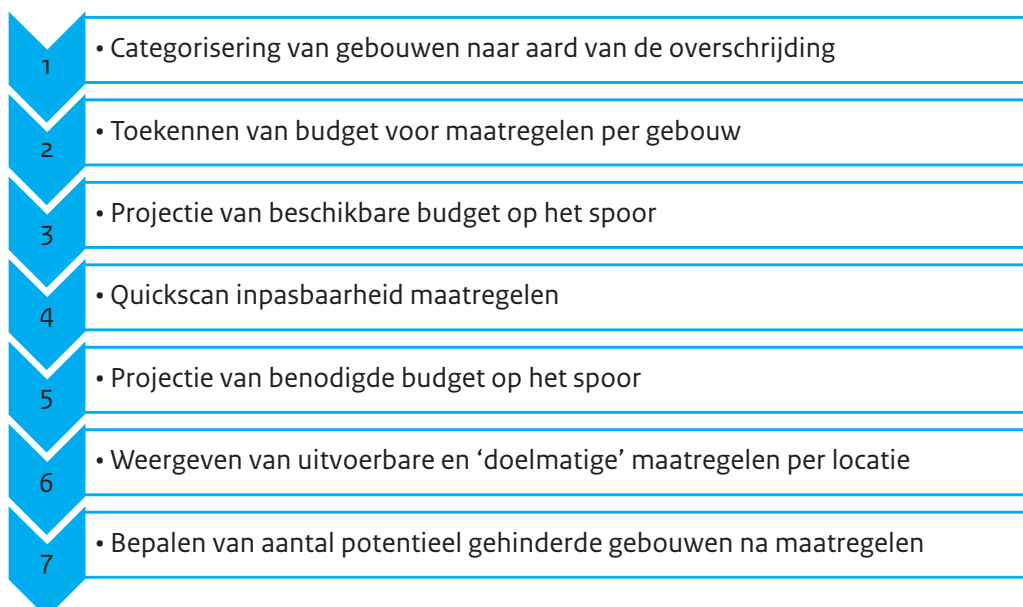 1 • Categorisering van gebouwen naar aard van de overschrijding
2 • Toekennen van budget voor maatregelen per gebouw
3 • Projectie van beschikbare budget op het spoor
4 • Quickscan inpasbaarheid maatregelen
5 • Projectie van benodigde budget op het spoor
6 • Weergeven van uitvoerbare en ‘doelmatige’ maatregelen per locatie
7 • Bepalen van aantal potentieel gehinderde gebouwen na maatregelen